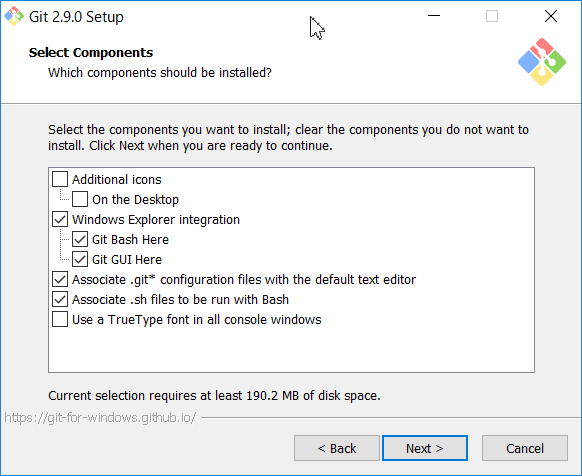 Git 2.9.0 Setup
Select Components
Which components should be installed?
Select the components you want to install; clear the components you do not want to
install. Click Next when you are ready to continue.
Additional icons
On the Desktop
Windows Explorer integration
Git Bash Here
Git GUI Here
Associate .git* configuration files with the default text editor
Associate .sh files to be run with Bash
Use a TrueType font in all console windows
Current selection requires at least 190.2 MB of disk space.
https://git-for-windows.github.io/
< Back
Next >
Cancel